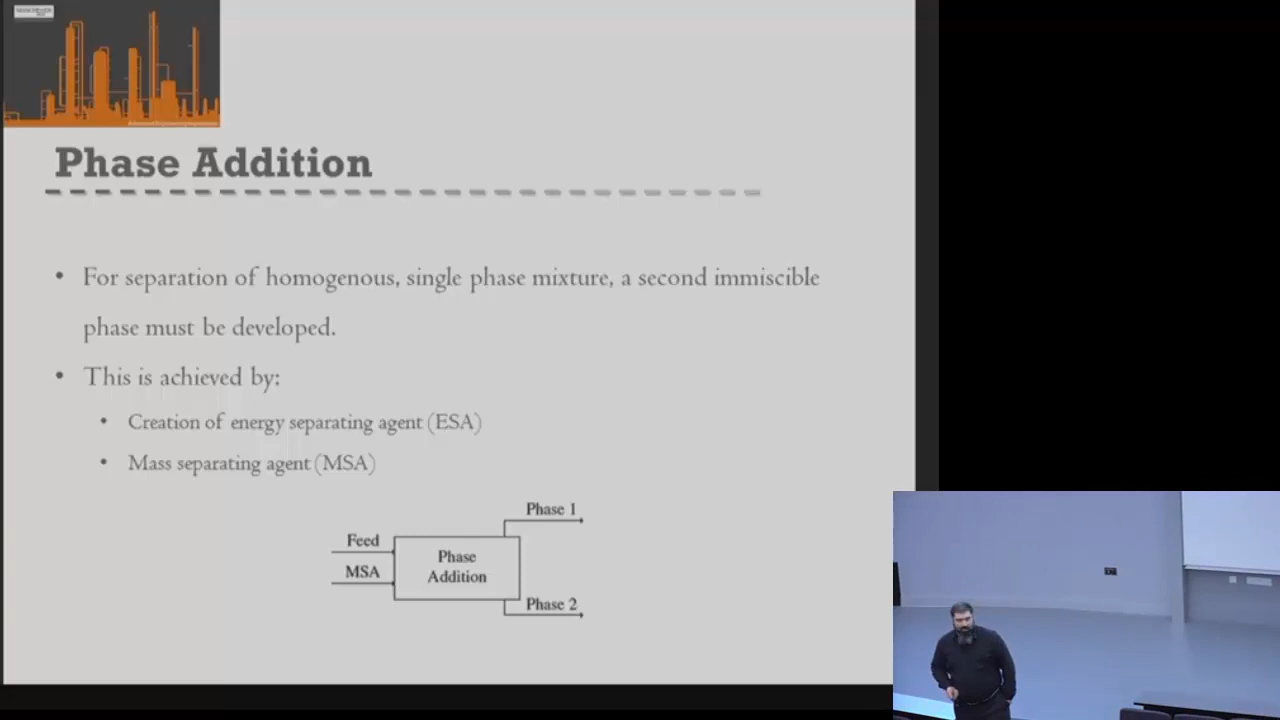 Phase Addition
• For separation of homogenous, single phase mixture, a second immiscible
phase must be developed.
• This is achieved by:
• Creation of energy separating agent (ESA)
• Mass separating agent (MSA)
Phase 1
Feed
Phase
MSA
Addition
Phase 2